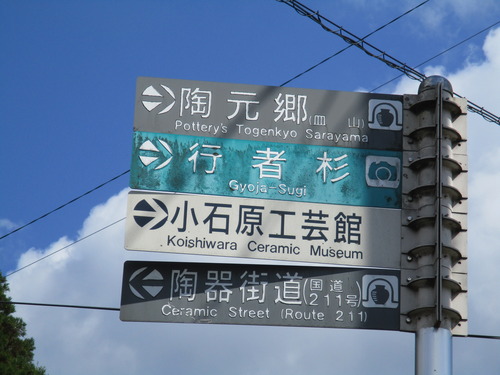 陶元郷(皿山)
Pottery's Togenkyo Sarayama
行者杉
Gyoja-Sugi
小石原工芸館
Koishiwara Ceramic Museum
陶器街道(国道211号)
Ceramic Street (Route 211)